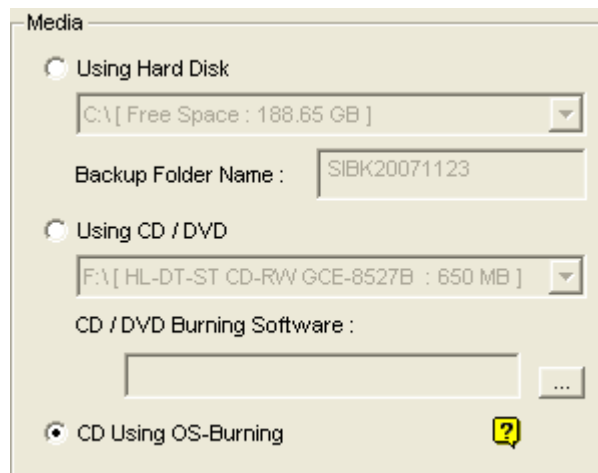 Media
Using Hard Disk
C:\ [ Free Space : 188.65 GB ]
Backup Folder Name :
SIBK20071123
Using CD / DVD
F:\ [ HL-DT-ST CD-RW GCE-8527B : 650 MB ]
CD / DVD Burning Software :
...
CD Using OS-Burning
?